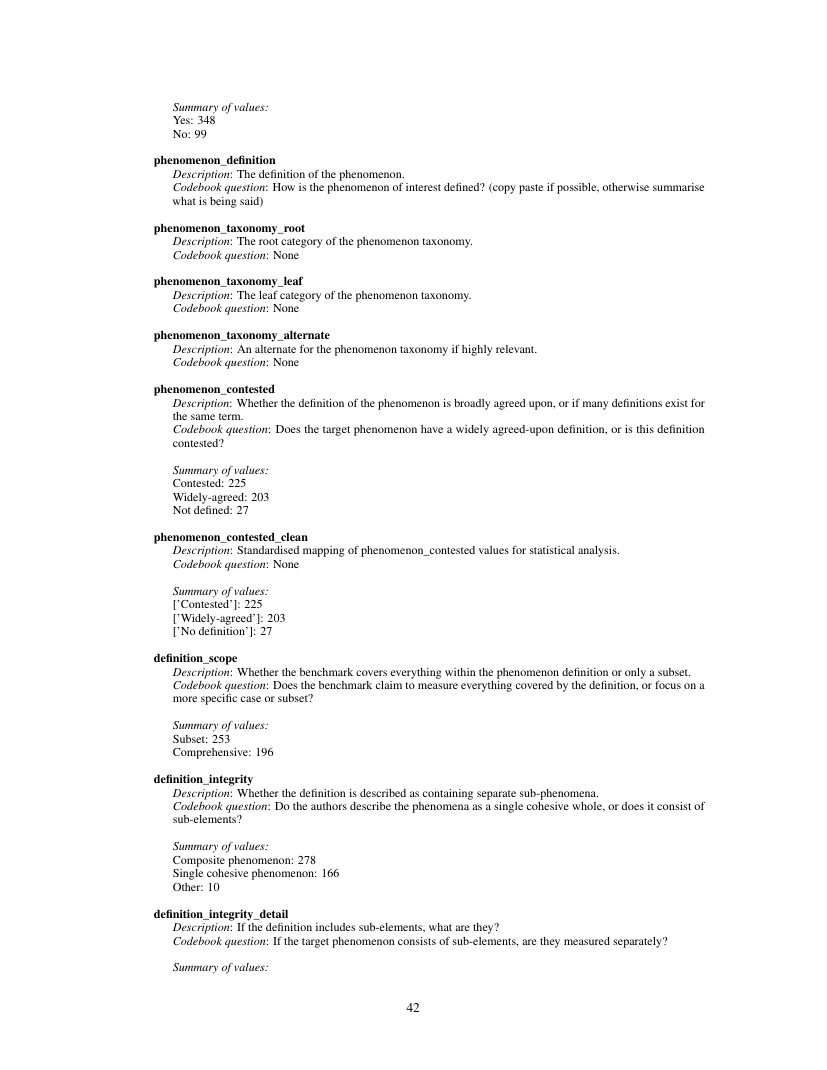 Summary of values:
Yes: 348
No: 99
phenomenon_definition
Description: The definition of the phenomenon.
Codebook question: How is the phenomenon of interest defined? (copy paste if possible, otherwise summarise
what is being said)
phenomenon_taxonomy_root
Description: The root category of the phenomenon taxonomy.
Codebook question: None
phenomenon_taxonomy_leaf
Description: The leaf category of the phenomenon taxonomy.
Codebook question: None
phenomenon_taxonomy_alternate
Description: An alternate for the phenomenon taxonomy if highly relevant.
Codebook question: None
phenomenon_contested
Description: Whether the definition of the phenomenon is broadly agreed upon, or if many definitions exist for
the same term.
Codebook question: Does the target phenomenon have a widely agreed-upon definition, or is this definition
contested?
Summary of values:
Contested: 225
Widely-agreed: 203
Not defined: 27
phenomenon_contested_clean
Description: Standardised mapping of phenomenon_contested values for statistical analysis.
Codebook question: None
Summary of values:
['Contested']: 225
['Widely-agreed']: 203
['No definition']: 27
definition_scope
Description: Whether the benchmark covers everything within the phenomenon definition or only a subset.
Codebook question: Does the benchmark claim to measure everything covered by the definition, or focus on a
more specific case or subset?
Summary of values:
Subset: 253
Comprehensive: 196
definition_integrity
Description: Whether the definition is described as containing separate sub-phenomena.
Codebook question: Do the authors describe the phenomena as a single cohesive whole, or does it consist of
sub-elements?
Summary of values:
Composite phenomenon: 278
Single cohesive phenomenon: 166
Other: 10
definition_integrity_detail
Description: If the definition includes sub-elements, what are they?
Codebook question: If the target phenomenon consists of sub-elements, are they measured separately?
Summary of values:
42